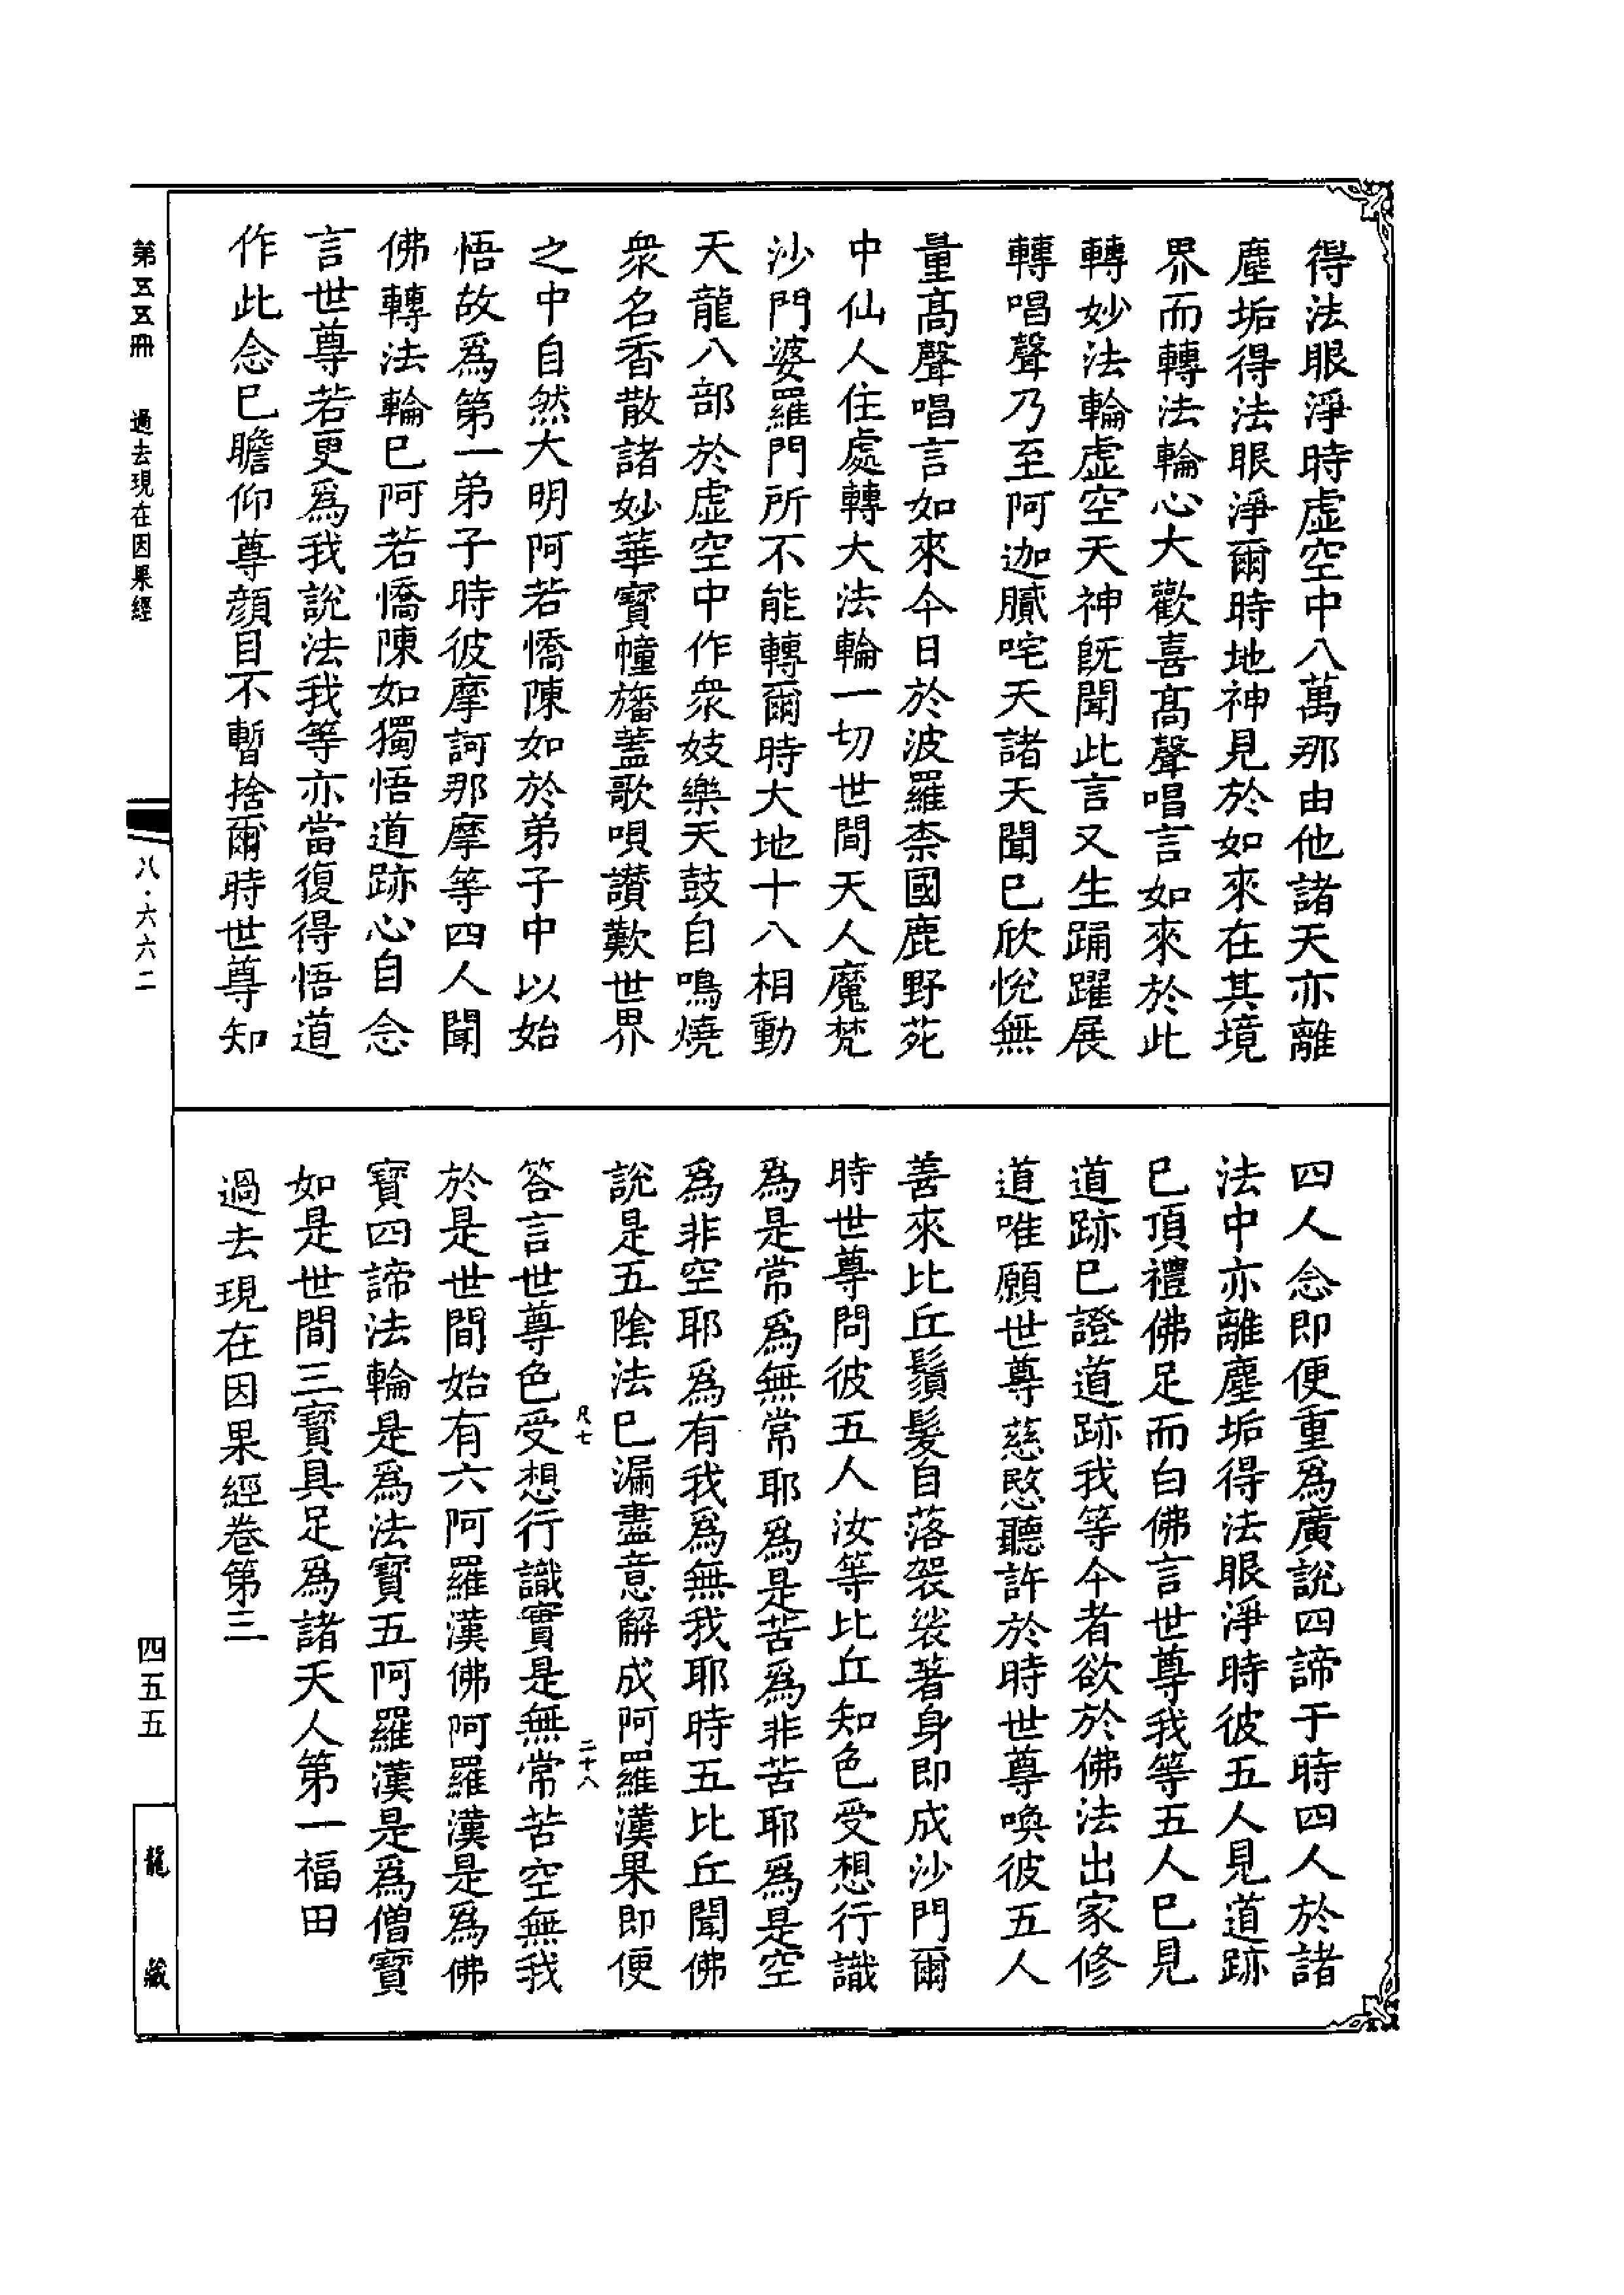 得法眼淨時虛空中八萬那由他諸天亦離
塵垢得法眼淨爾時地神見於如來在其境
界而轉法輪心大歡喜高聲唱言如來於此
轉妙法輪虛空天神既聞此言又生踊躍展
轉唱聲乃至阿迦膩咤天諸天聞已欣悅無
量高聲唱言如來今日於波羅柰國鹿野苑
中仙人住處轉大法輪一切世間天人魔梵
沙門婆羅門所不能轉爾時大地十八相動
天龍八部於虛空中作衆妓樂天鼓自鳴燒
衆名香散諸妙華寶幢旛蓋歌唄讚歎世界
之中自然大明阿若憍陳如於弟子中以始
悟故爲第一弟子時彼摩訶那摩等四人聞
佛轉法輪已阿若憍陳如獨悟道跡心自念
言世尊若更爲我說法我等亦當復得悟道
作此念已瞻仰尊顏目不暫捨爾時世尊知
四人念即便重爲廣說四諦于時四人於諸
法中亦離塵垢得法眼淨時彼五人見道跡
已頂禮佛足而白佛言世尊我等五人已見
道跡已證道跡我等今者欲於佛法出家修
道唯願世尊慈愍聽許於時世尊喚彼五人
善來比丘鬚髮自落袈裟著身即成沙門爾
時世尊問彼五人汝等比丘知色受想行識
爲是常爲無常耶爲是苦爲非苦耶爲是空
爲非空耶爲有我爲無我耶時五比丘聞佛
說是五陰法已漏盡意解成阿羅漢果即便
尺七 二十八
答言世尊色受想行識實是無常苦空無我
於是世間始有六阿羅漢佛阿羅漢是爲佛
寶四諦法輪是爲法寶五阿羅漢是爲僧寶
如是世間三寶具足爲諸天人第一福田
過去現在因果經卷第三
第五五冊 過去現在因果經
八·六六二
四五五
龍藏